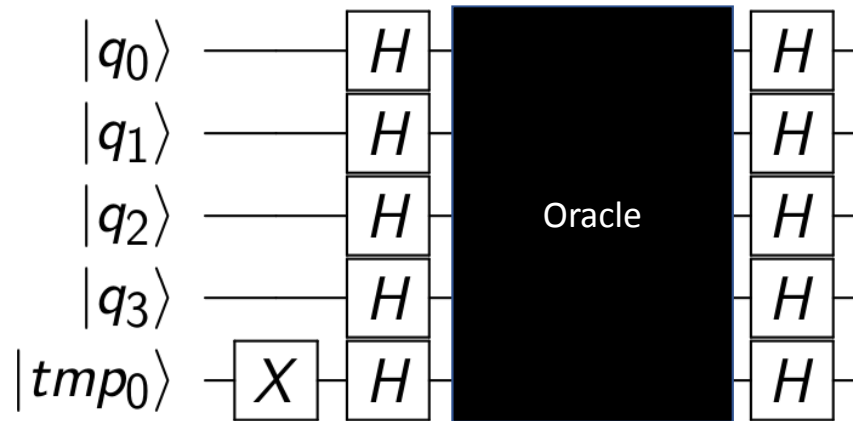 |q₀⟩ H H
|q₁⟩ H H
|q₂⟩ H Oracle H
|q₃⟩ H H
|tmp₀⟩ X H H